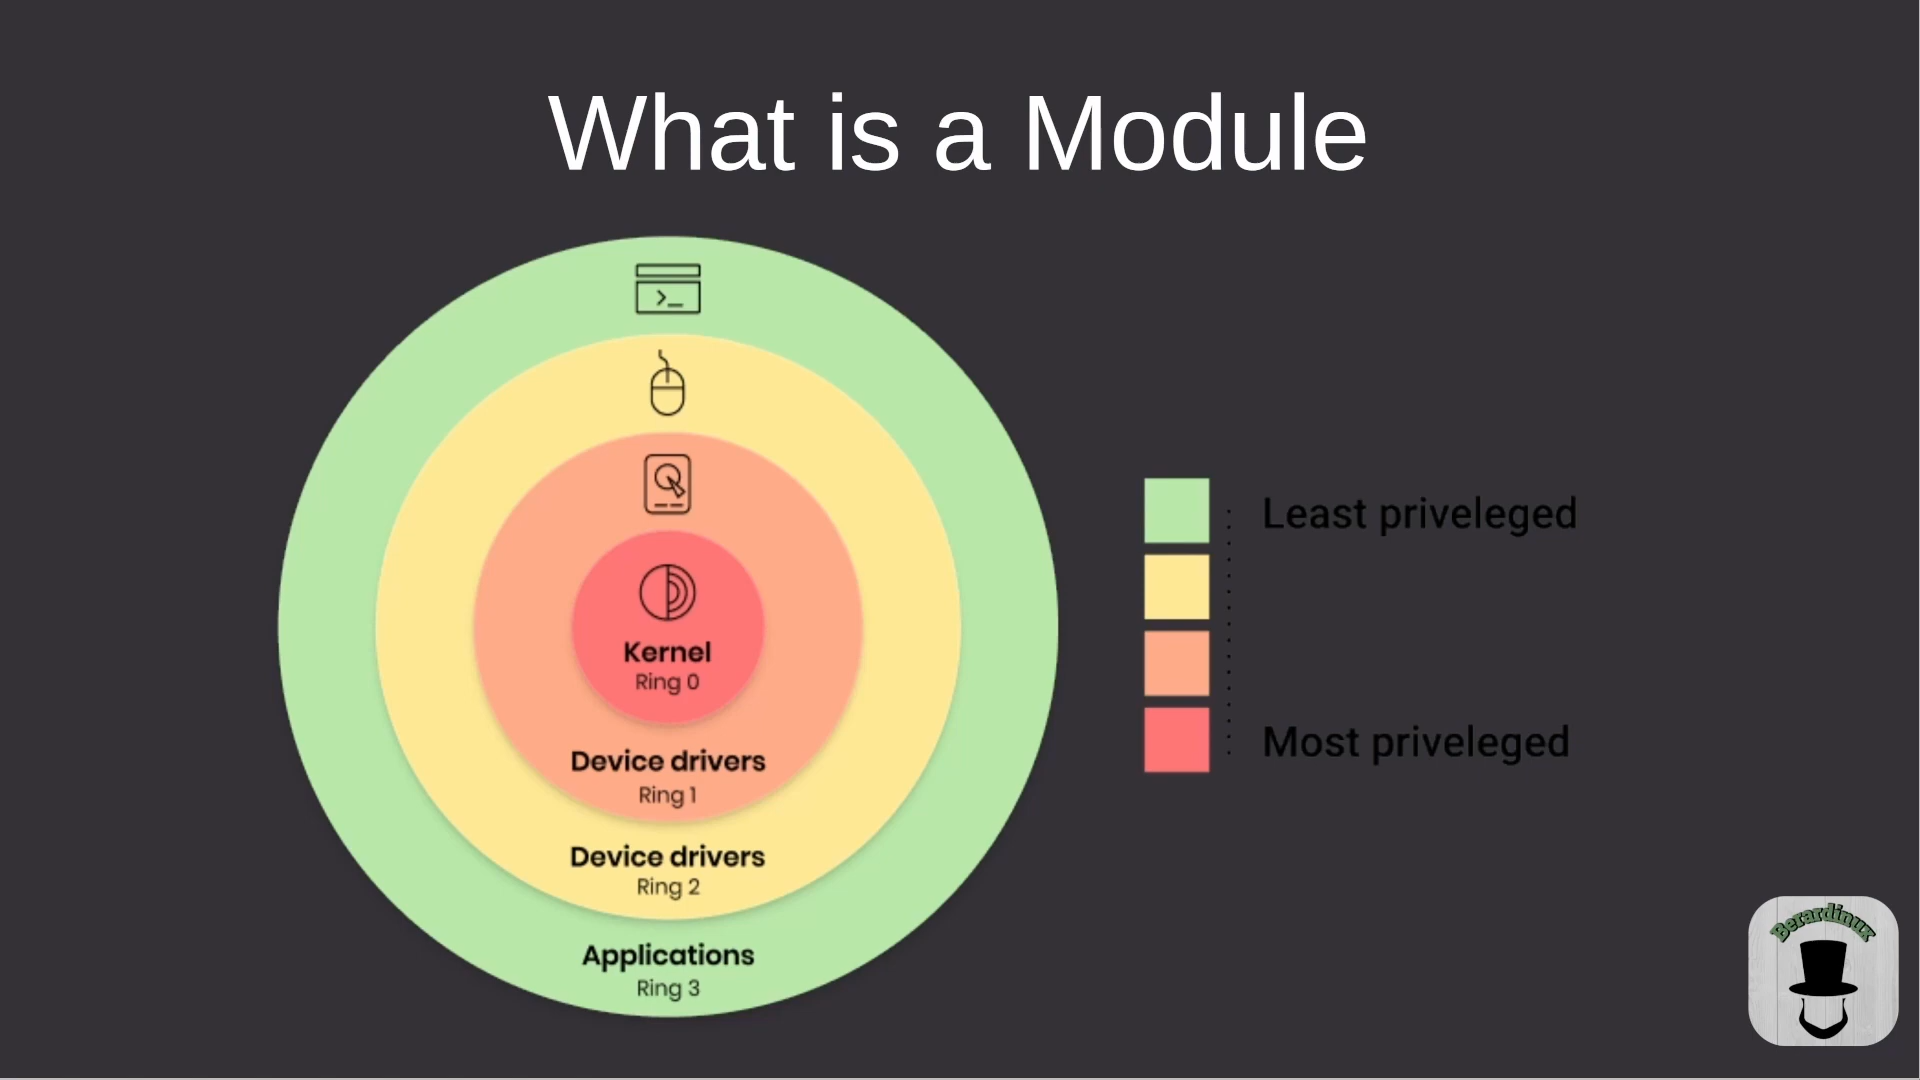 What is a Module
>_
Kernel
Ring 0
Device drivers
Ring 1
Device drivers
Ring 2
Applications
Ring 3
Least priveleged
Most priveleged
Berardinux